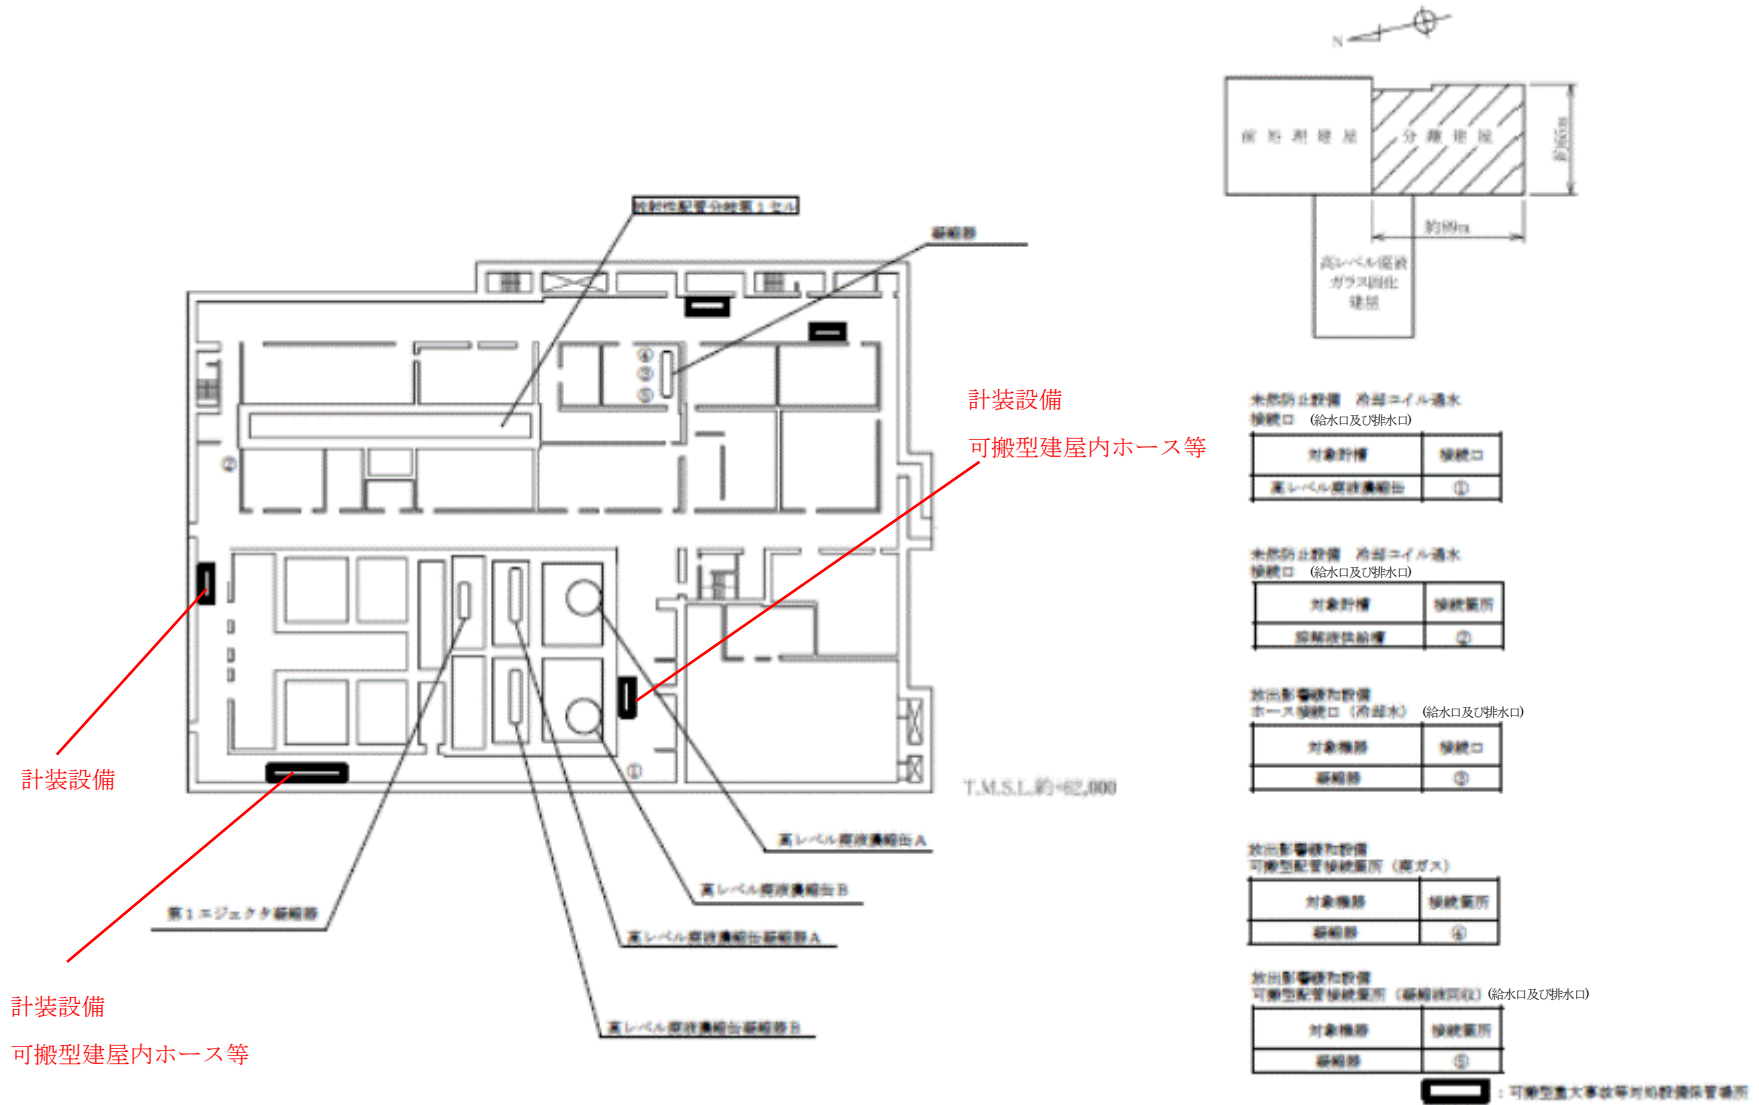 N
前処理建屋
分離建屋
約65m
約89m
高レベル廃液
ガラス固化
建屋
放射性配管分岐第1セル
凝縮器
④
③
⑤
②
①
計装設備
可搬型建屋内ホース等
計装設備
計装設備
可搬型建屋内ホース等
T.M.S.L.約+62,000
高レベル廃液濃縮缶A
高レベル廃液濃縮缶B
第1エジェクタ凝縮器
高レベル廃液濃縮缶凝縮器A
高レベル廃液濃縮缶凝縮器B
未然防止設備 冷却コイル通水
接続口 (給水口及び排水口)
対象貯槽 接続口
高レベル廃液濃縮缶 ①
未然防止設備 冷却コイル通水
接続口 (給水口及び排水口)
対象貯槽 接続箇所
溶解液供給槽 ②
放出影響緩和設備
ホース接続口(冷却水) (給水口及び排水口)
対象機器 接続口
凝縮器 ③
放出影響緩和設備
可搬型配管接続箇所(廃ガス)
対象機器 接続箇所
凝縮器 ④
放出影響緩和設備
可搬型配管接続箇所(凝縮液回収) (給水口及び排水口)
対象機器 接続箇所
凝縮器 ⑤
:可搬型重大事故等対処設備保管場所